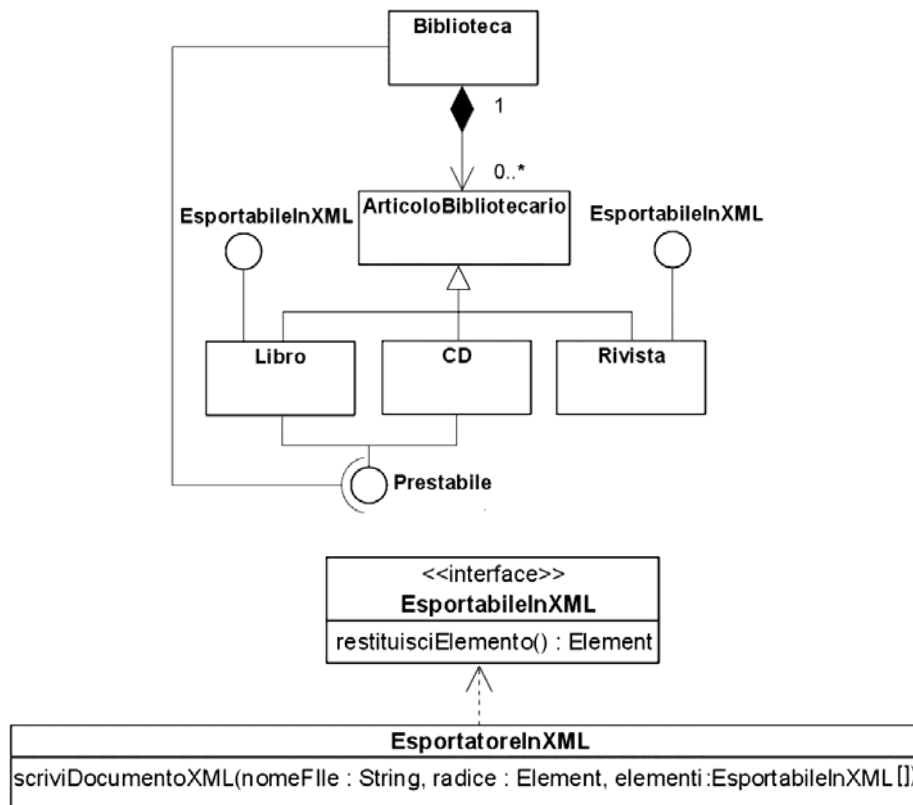 Biblioteca
1
0..*
ArticoloBibliotecario
EsportabileInXML
EsportabileInXML
Libro
CD
Rivista
Prestabile
<<interface>>
EsportabileInXML
restituisciElemento() : Element
EsportatoreInXML
scriviDocumentoXML(nomeFIle : String, radice : Element, elementi:EsportabileInXML[])